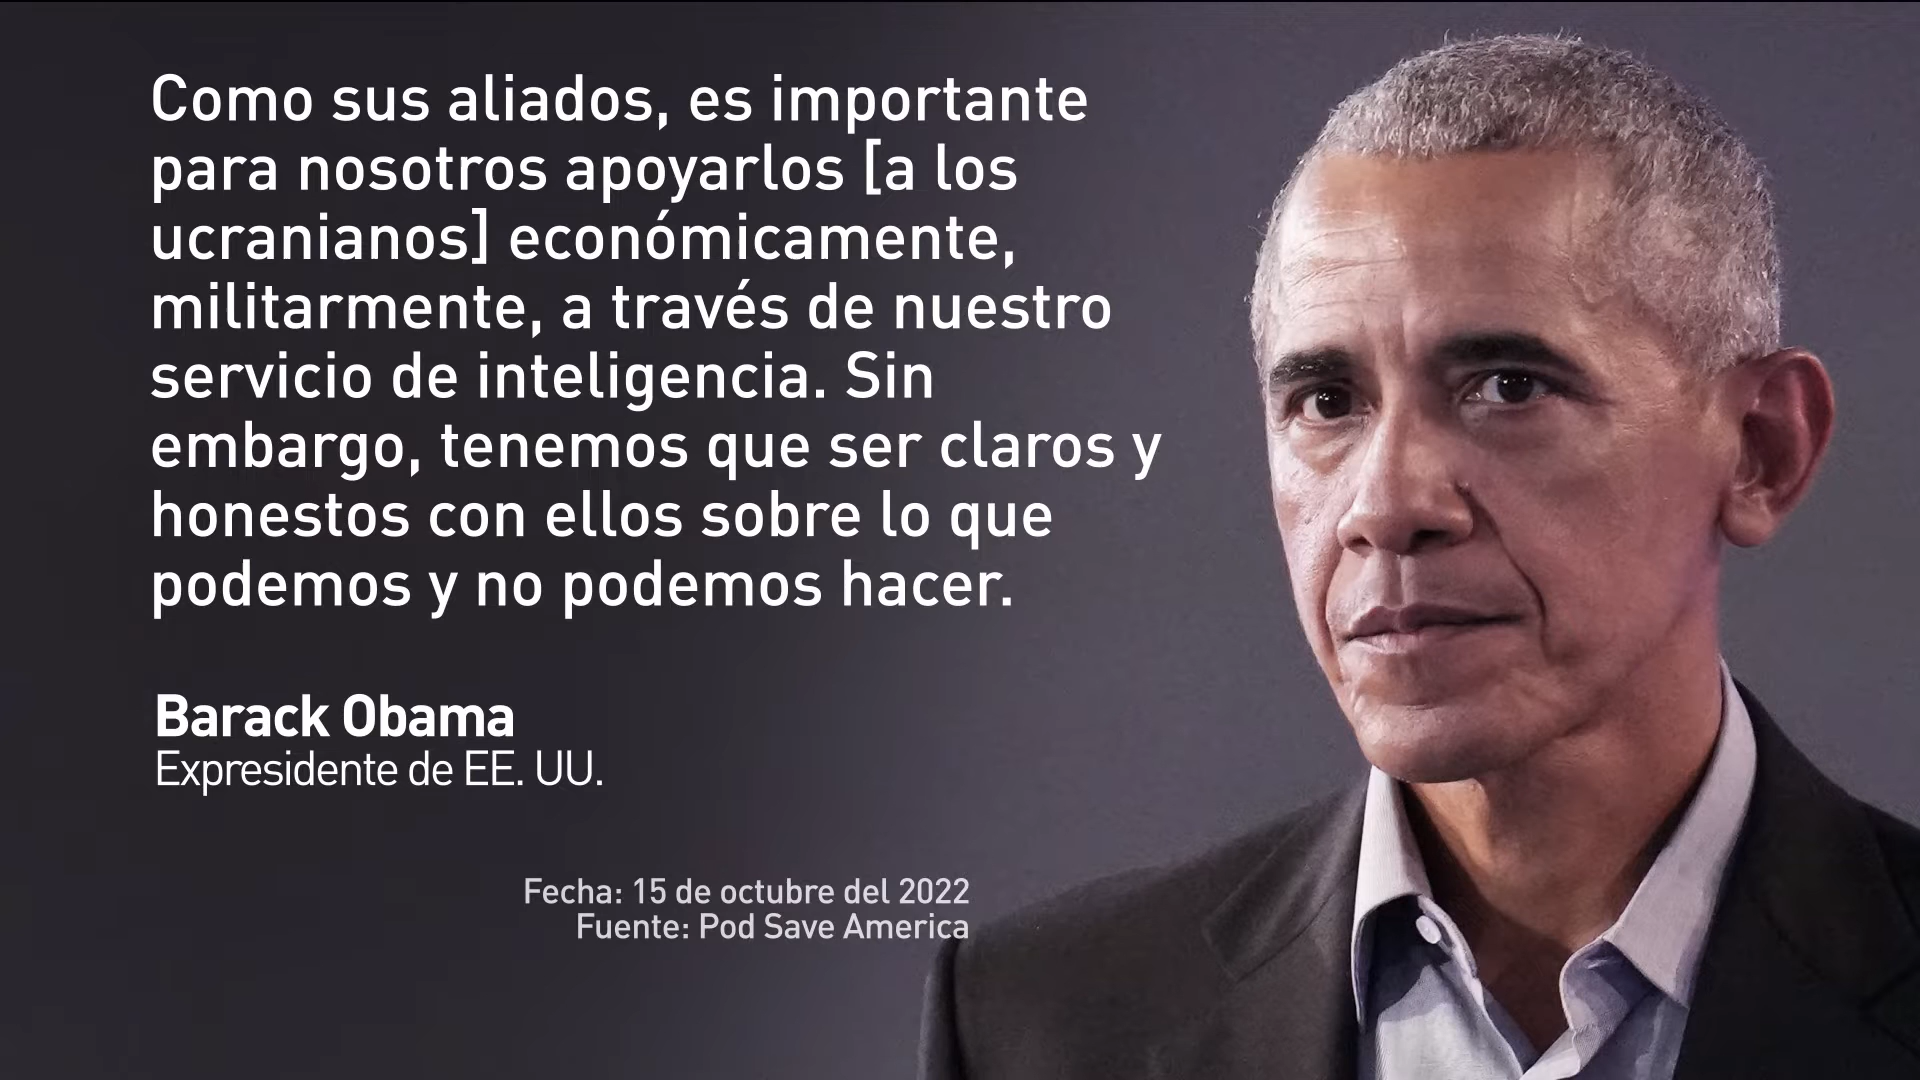 Como sus aliados, es importante
para nosotros apoyarlos [a los
ucranianos] económicamente,
militarmente, a través de nuestro
servicio de inteligencia. Sin
embargo, tenemos que ser claros y
honestos con ellos sobre lo que
podemos y no podemos hacer.
Barack Obama
Expresidente de EE. UU.
Fecha: 15 de octubre del 2022
Fuente: Pod Save America